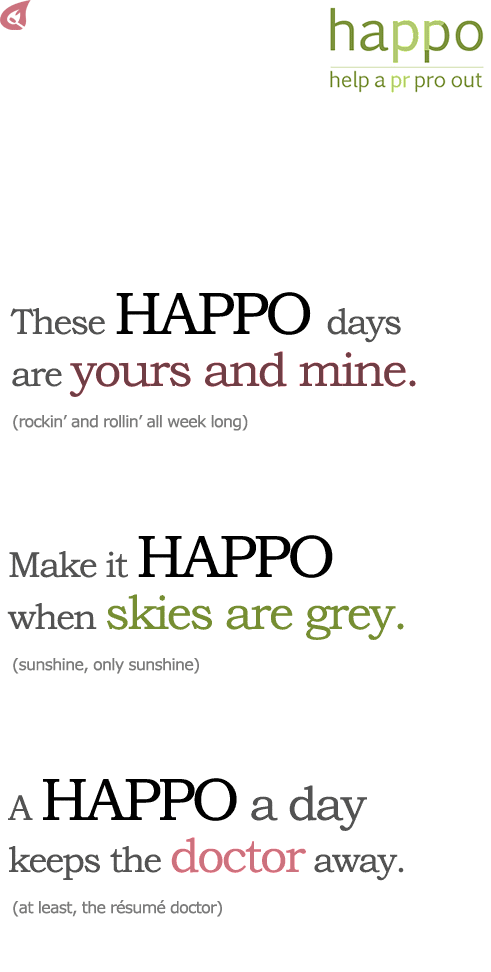 happo
help a pr pro out
These HAPPO days
are yours and mine.
(rockin’ and rollin’ all week long)
Make it HAPPO
when skies are grey.
(sunshine, only sunshine)
A HAPPO a day
keeps the doctor away.
(at least, the résumé doctor)